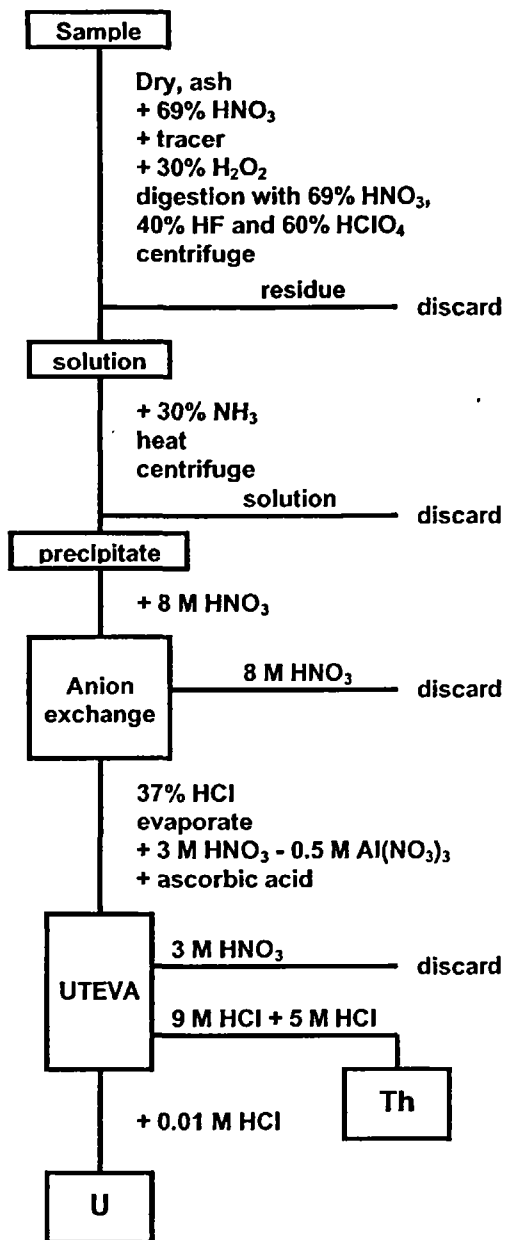 Sample
Dry, ash
+ 69% HNO₃
+ tracer
+ 30% H₂O₂
digestion with 69% HNO₃,
40% HF and 60% HClO₄
centrifuge
residue
discard
solution
+ 30% NH₃
heat
centrifuge
solution
discard
precipitate
+ 8 M HNO₃
Anion
exchange
8 M HNO₃
discard
37% HCl
evaporate
+ 3 M HNO₃ - 0.5 M Al(NO₃)₃
+ ascorbic acid
UTEVA
3 M HNO₃
discard
9 M HCl + 5 M HCl
Th
+ 0.01 M HCl
U